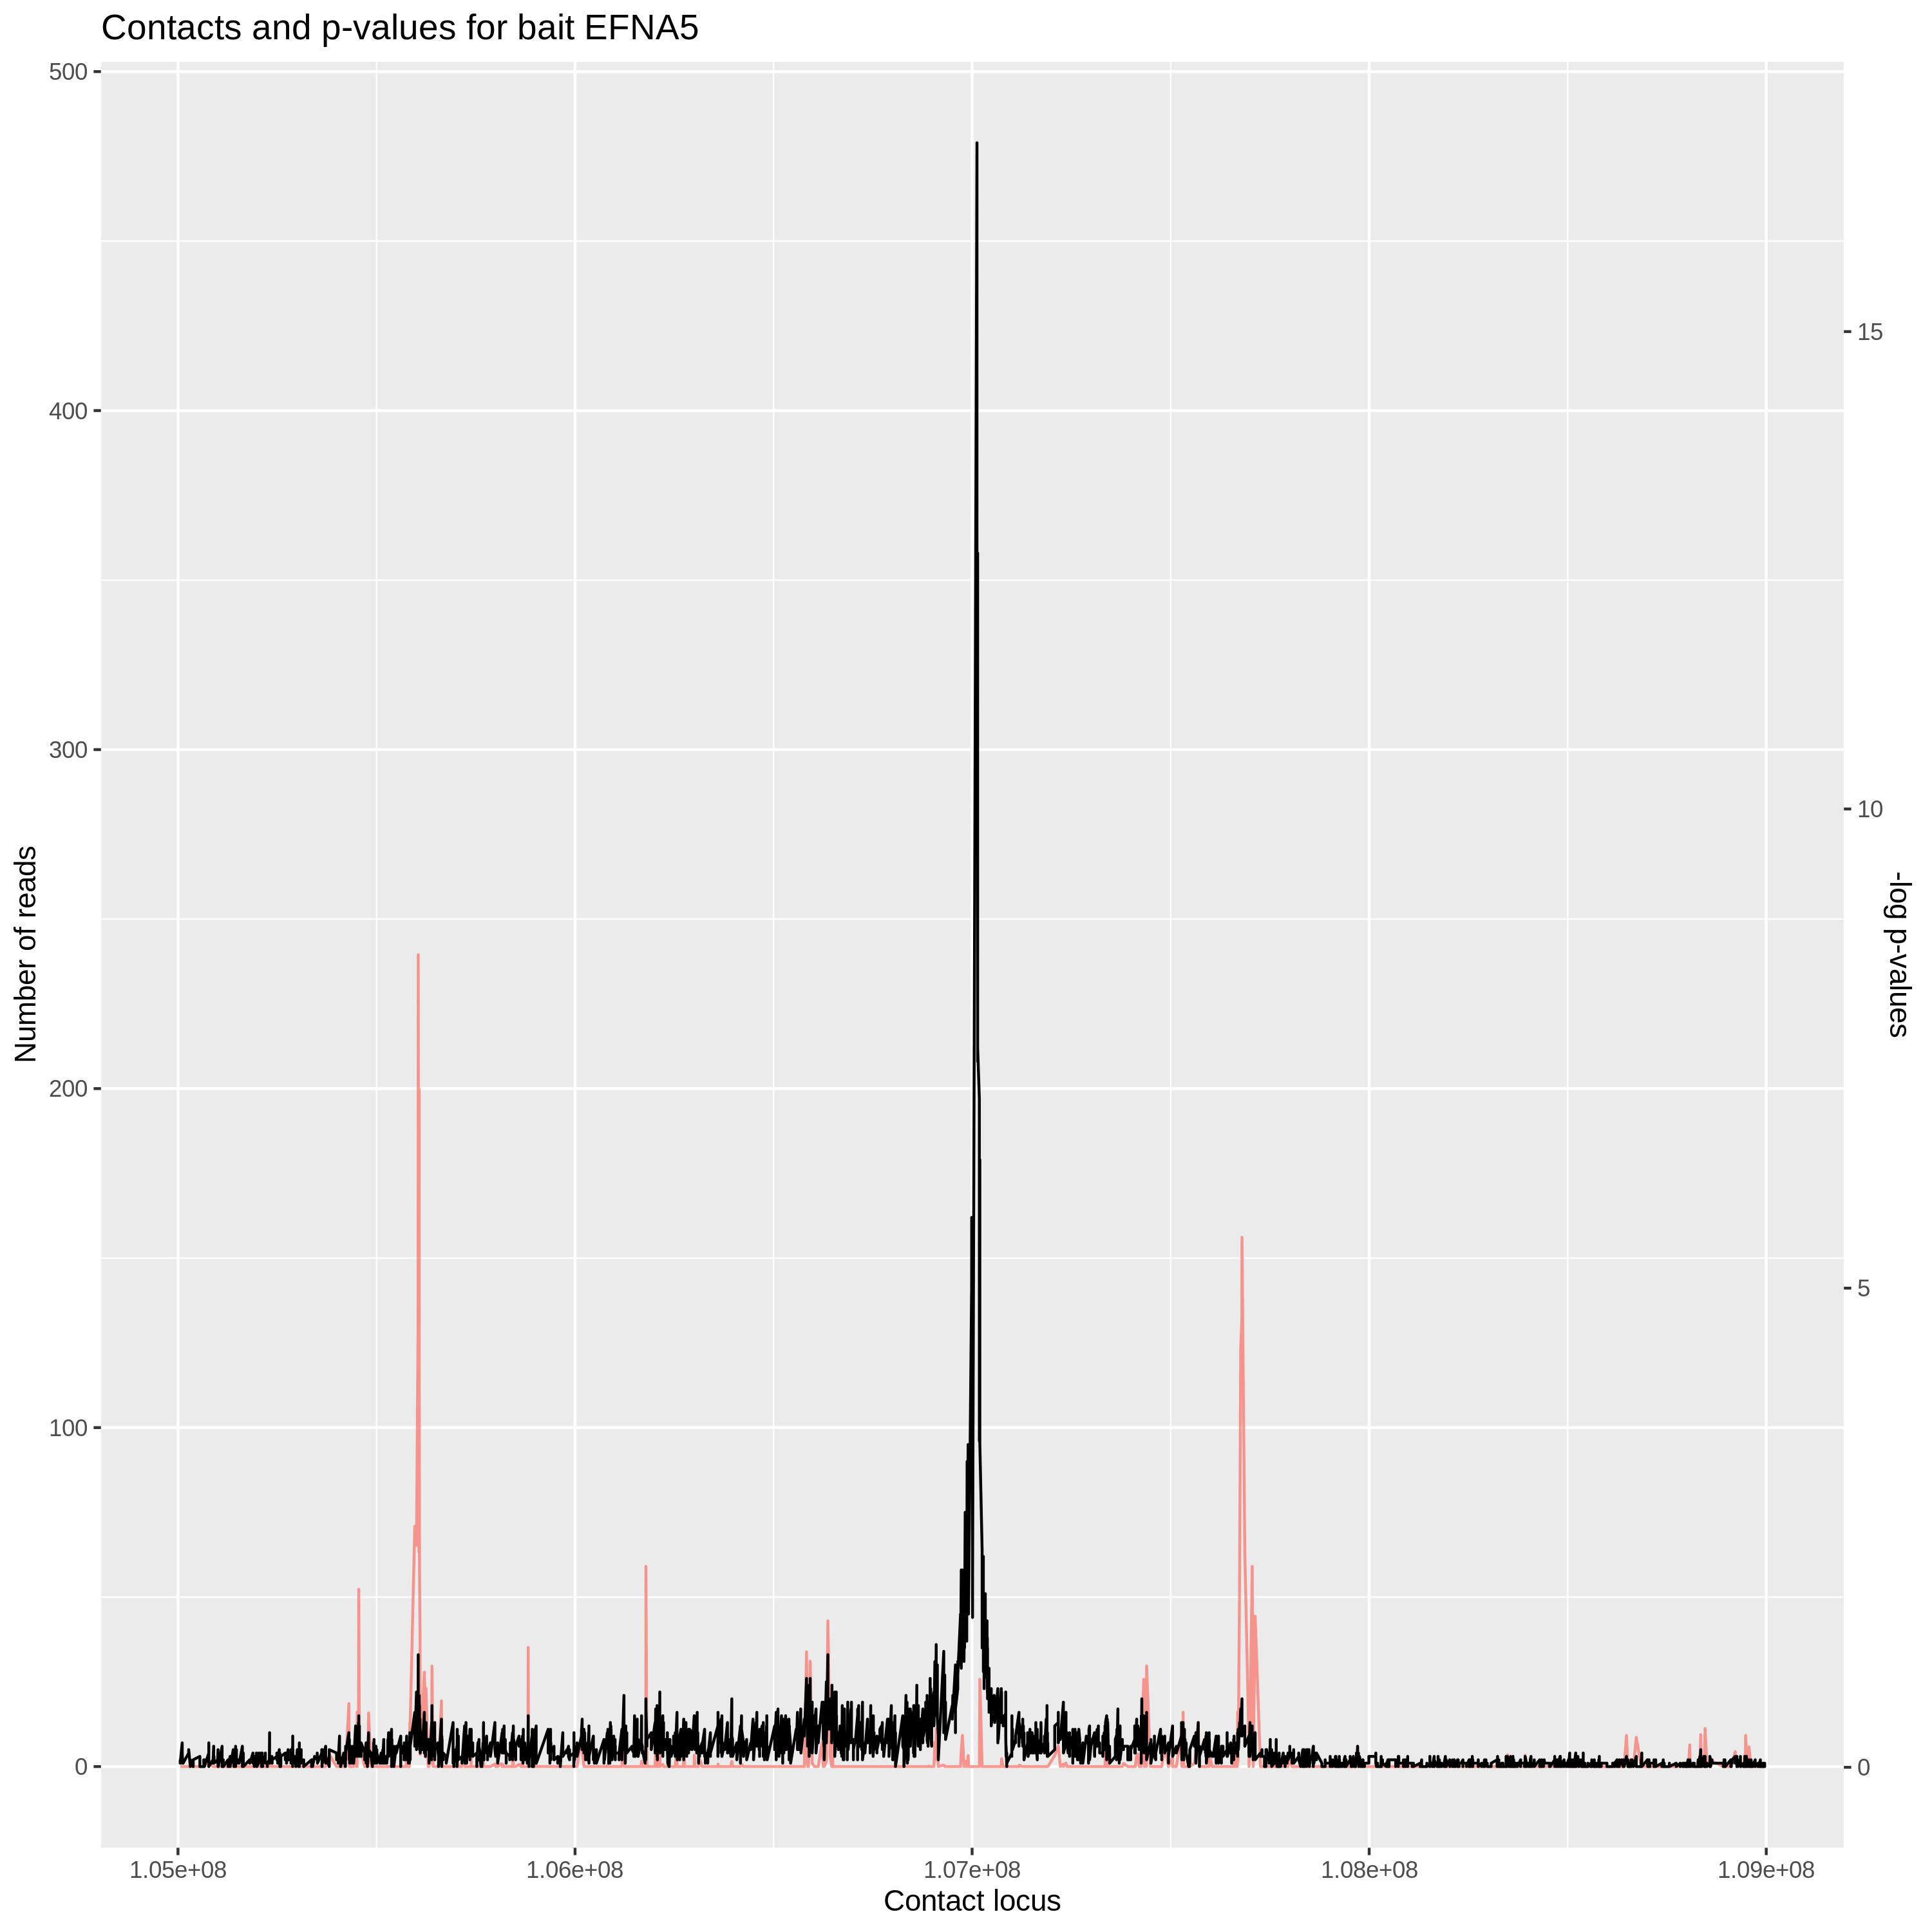 Contacts and p-values for bait EFNA5
500
400
300
200
100
0
Number of reads
15
10
5
0
-log p-values
1.05e+08
1.06e+08
1.07e+08
1.08e+08
1.09e+08
Contact locus